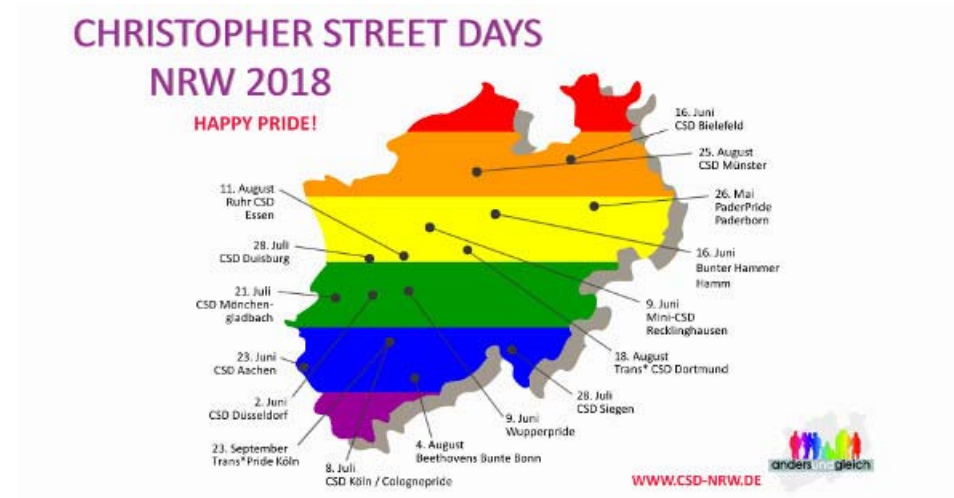 CHRISTOPHER STREET DAYS
NRW 2018
HAPPY PRIDE!
16. Juni
CSD Bielefeld
25. August
CSD Münster
26. Mai
PaderPride
Paderborn
16. Juni
Bunter Hammer
Hamm
9. Juni
Mini-CSD
Recklinghausen
18. August
Trans* CSD Dortmund
28. Juli
CSD Siegen
9. Juni
Wupperpride
4. August
Beethovens Bunte Bonn
8. Juli
CSD Köln / Colognepride
23. September
Trans*Pride Köln
2. Juni
CSD Düsseldorf
23. Juni
CSD Aachen
21. Juli
CSD Mönchen-
gladbach
28. Juli
CSD Duisburg
11. August
Ruhr CSD
Essen
andersundgleich
WWW.CSD-NRW.DE